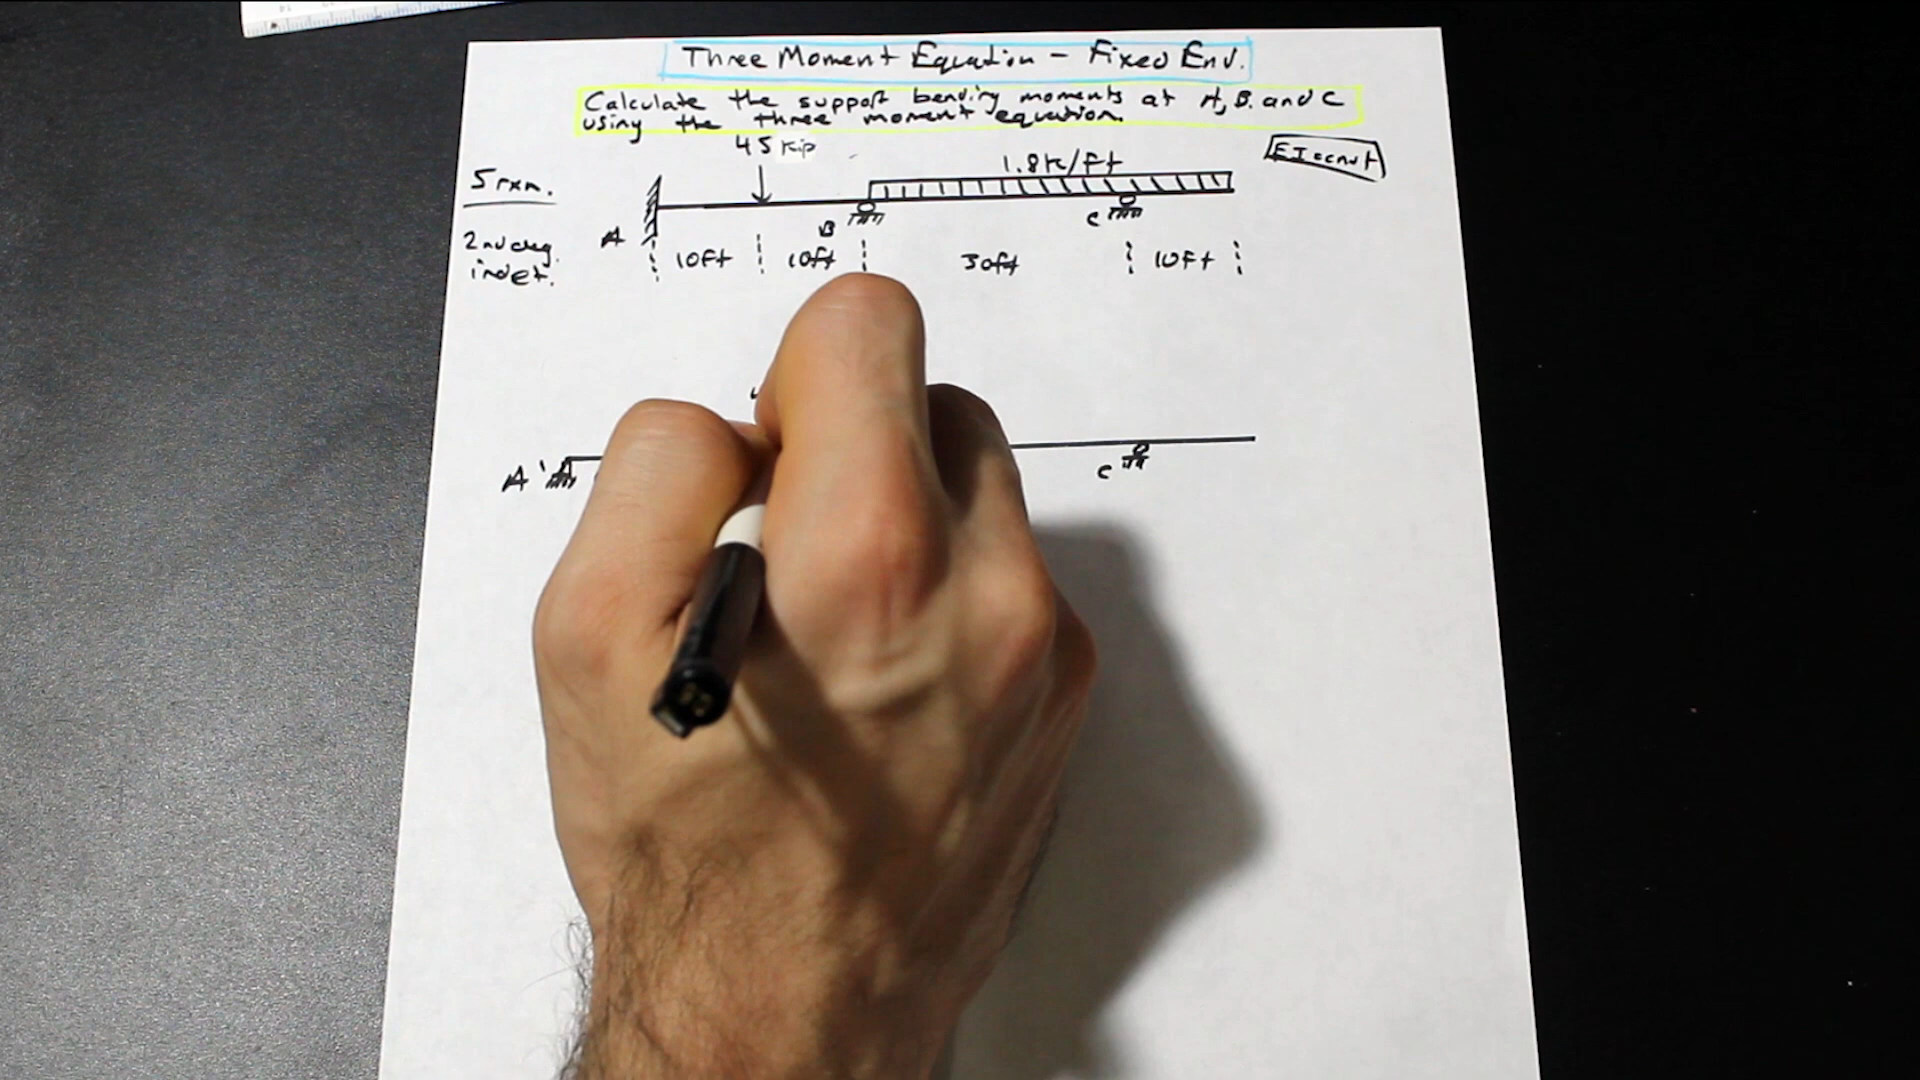 Three Moment Equation - Fixed End.
Calculate the support bending moments at A, B. and C
using the three moment equation.
45 Kip
1.8k/ft
EI cnst
5 rxn.
A
B
C
2nd deg.
indet.
10ft 10ft 30ft 10ft
A'
C